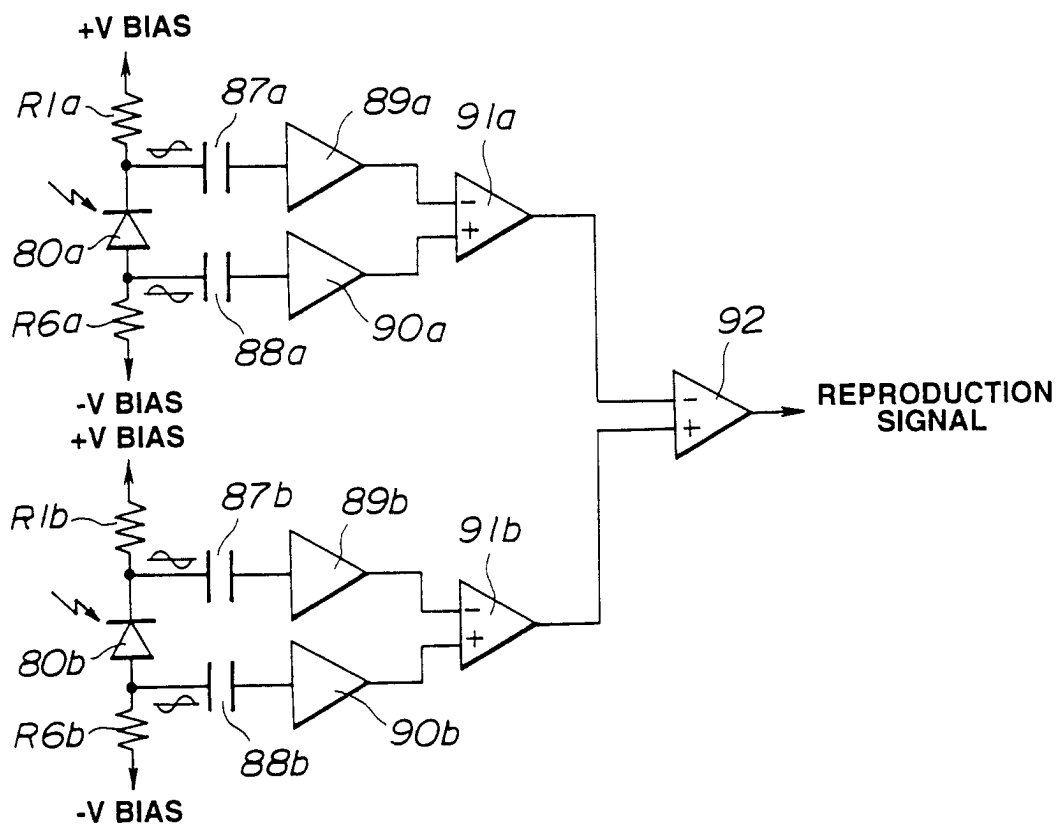 +V BIAS
R1a
87a
89a
91a
80a
R6a
88a
90a
-V BIAS
92
REPRODUCTION
SIGNAL
+V BIAS
R1b
87b
89b
91b
80b
R6b
88b
90b
-V BIAS
-
+
-
+
-
+